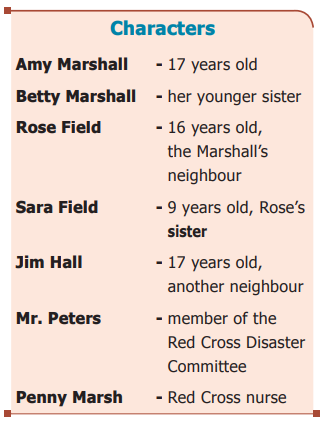 Characters
Amy Marshall - 17 years old
Betty Marshall - her younger sister
Rose Field - 16 years old,
the Marshall's
neighbour
Sara Field - 9 years old, Rose's
sister
Jim Hall - 17 years old,
another neighbour
Mr. Peters - member of the
Red Cross Disaster
Committee
Penny Marsh - Red Cross nurse